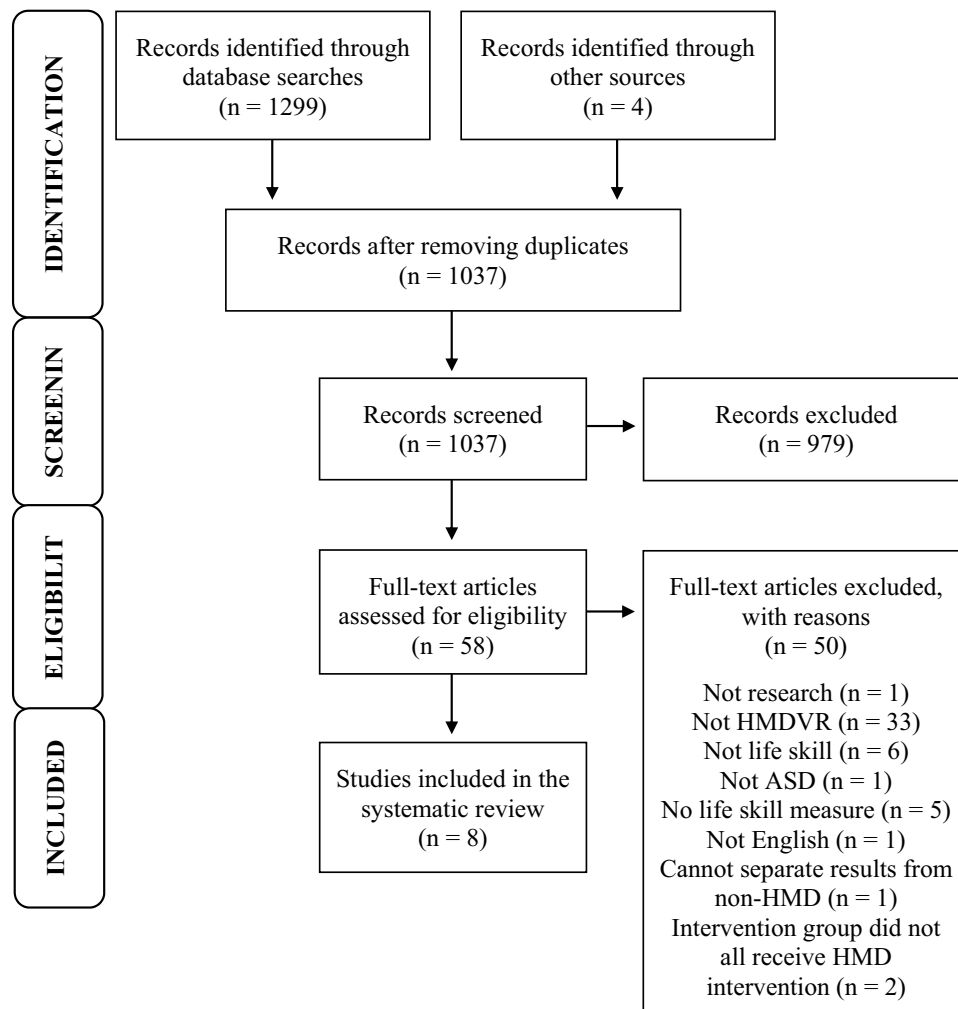 IDENTIFICATION
Records identified through
database searches
(n = 1299)
Records identified through
other sources
(n = 4)
Records after removing duplicates
(n = 1037)
SCREENIN
Records screened
(n = 1037)
Records excluded
(n = 979)
ELIGIBILIT
Full-text articles
assessed for eligibility
(n = 58)
Full-text articles excluded,
with reasons
(n = 50)
Not research (n = 1)
Not HMDVR (n = 33)
Not life skill (n = 6)
Not ASD (n = 1)
No life skill measure (n = 5)
Not English (n = 1)
Cannot separate results from
non-HMD (n = 1)
Intervention group did not
all receive HMD
intervention (n = 2)
INCLUDED
Studies included in the
systematic review
(n = 8)